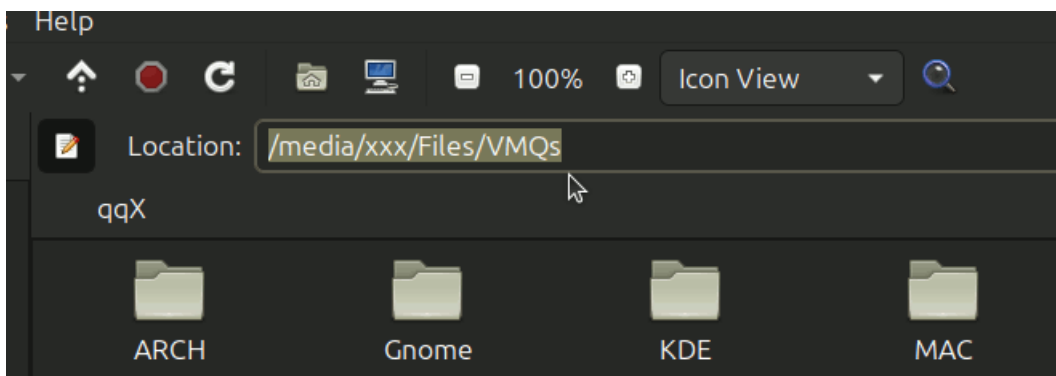 Help
100% Icon View
Location: /media/xxx/Files/VMQs
qqX
ARCH Gnome KDE MAC